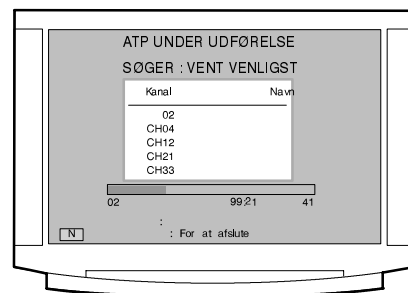 ATP UNDER UDFØRELSE
SØGER : VENT VENLIGST
Kanal Navn
02
CH04
CH12
CH21
CH33
02 99,21 41
:
N : For at afslute